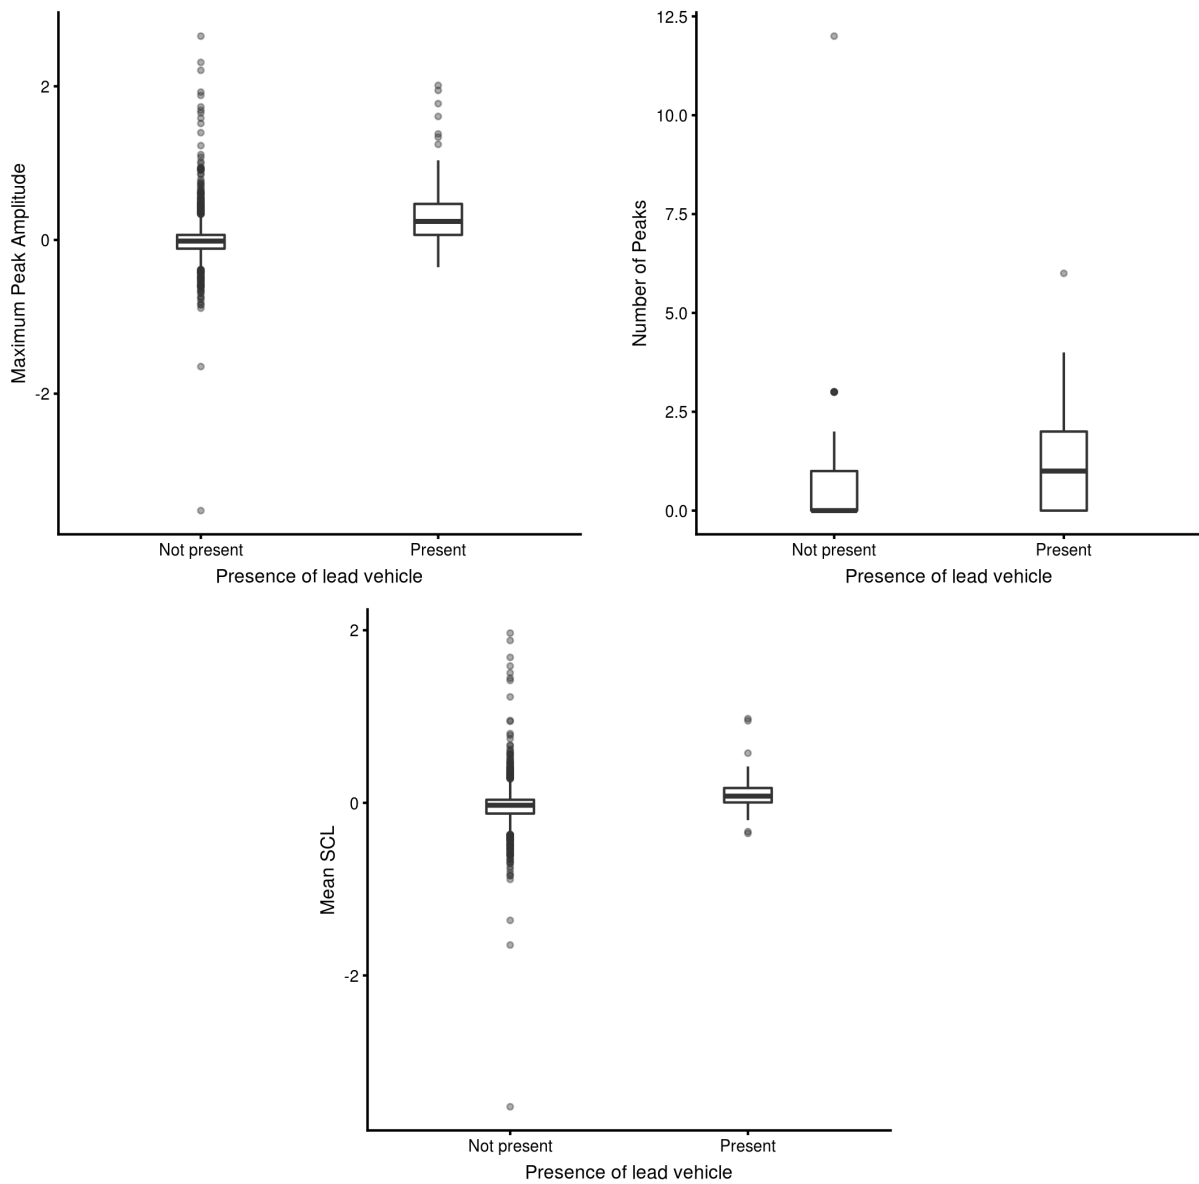 Maximum Peak Amplitude
2
0
-2
Not present
Present
Presence of lead vehicle
Number of Peaks
12.5
10.0
7.5
5.0
2.5
0.0
Not present
Present
Presence of lead vehicle
Mean SCL
2
0
-2
Not present
Present
Presence of lead vehicle